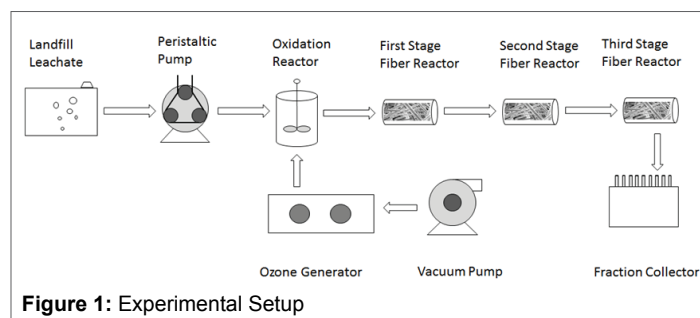 Landfill
Leachate
Peristaltic
Pump
Oxidation
Reactor
First Stage
Fiber Reactor
Second Stage
Fiber Reactor
Third Stage
Fiber Reactor
Ozone Generator
Vacuum Pump
Fraction Collector
Figure 1: Experimental Setup